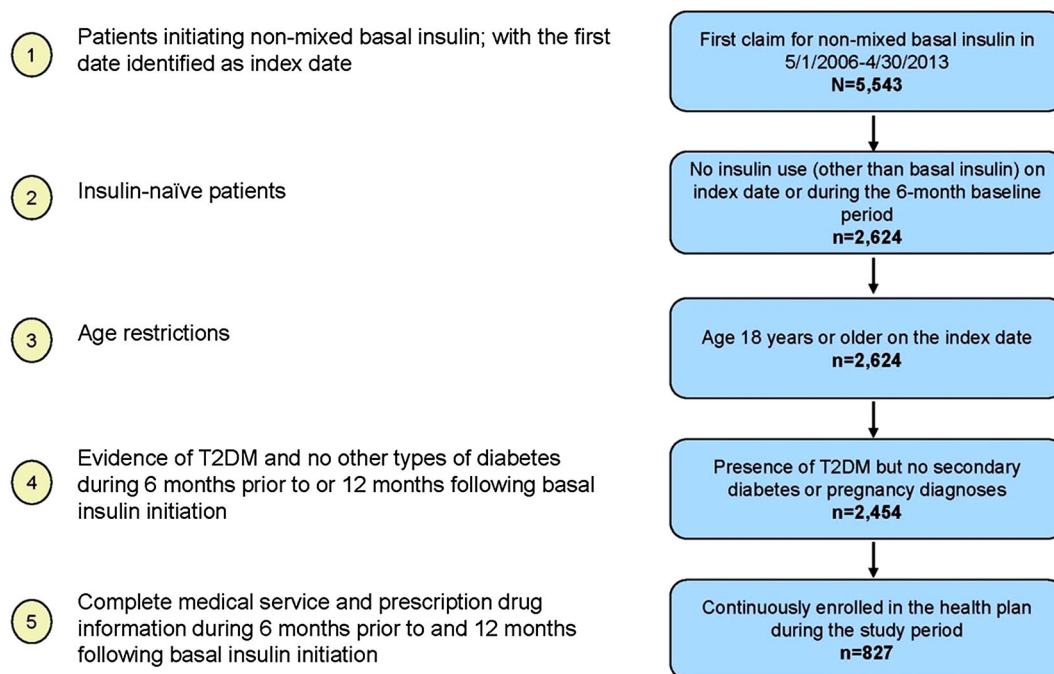 1
Patients initiating non-mixed basal insulin; with the first
date identified as index date
First claim for non-mixed basal insulin in
5/1/2006-4/30/2013
N=5,543
2
Insulin-naïve patients
No insulin use (other than basal insulin) on
index date or during the 6-month baseline
period
n=2,624
3
Age restrictions
Age 18 years or older on the index date
n=2,624
4
Evidence of T2DM and no other types of diabetes
during 6 months prior to or 12 months following basal
insulin initiation
Presence of T2DM but no secondary
diabetes or pregnancy diagnoses
n=2,454
5
Complete medical service and prescription drug
information during 6 months prior to and 12 months
following basal insulin initiation
Continuously enrolled in the health plan
during the study period
n=827